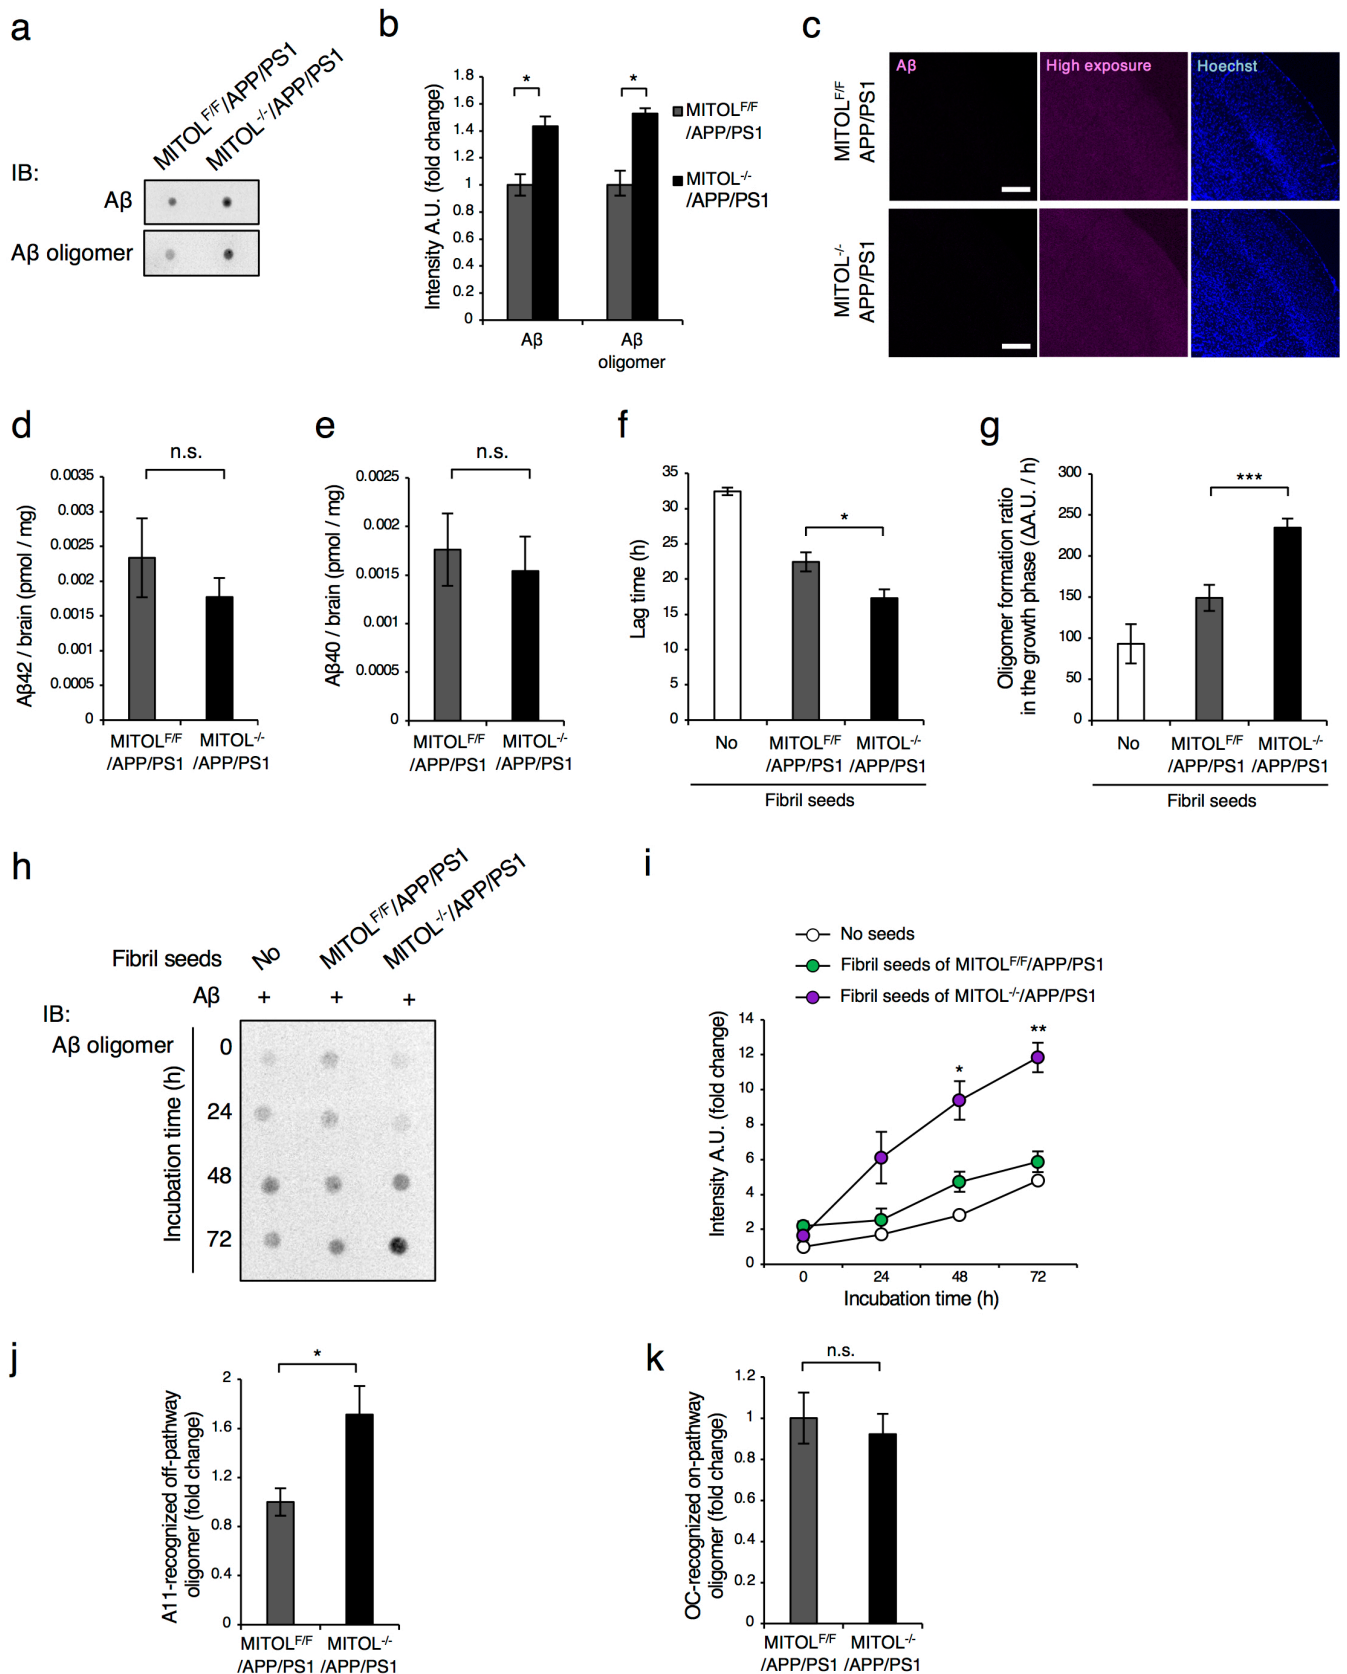 a
MITOLF/F/APP/PS1
MITOL-/-/APP/PS1
IB:
Aβ
Aβ oligomer
b
Intensity A.U. (fold change)
1.8
1.6
1.4
1.2
1
0.8
0.6
0.4
0.2
0
*
*
Aβ
Aβ
oligomer
MITOLF/F
/APP/PS1
MITOL-/-
/APP/PS1
c
Aβ
High exposure
Hoechst
MITOLF/F
APP/PS1
MITOL-/-
APP/PS1
d
n.s.
Aβ42 / brain (pmol / mg)
0.0035
0.003
0.0025
0.002
0.0015
0.001
0.0005
0
MITOLF/F
/APP/PS1
MITOL-/-
/APP/PS1
e
n.s.
Aβ40 / brain (pmol / mg)
0.0025
0.002
0.0015
0.001
0.0005
0
MITOLF/F
/APP/PS1
MITOL-/-
/APP/PS1
f
*
Lag time (h)
35
30
25
20
15
10
5
0
No
MITOLF/F
/APP/PS1
MITOL-/-
/APP/PS1
Fibril seeds
g
***
Oligomer formation ratio
in the growth phase (ΔA.U. / h)
300
250
200
150
100
50
0
No
MITOLF/F
/APP/PS1
MITOL-/-
/APP/PS1
Fibril seeds
h
Fibril seeds
No
MITOLF/F/APP/PS1
MITOL-/-/APP/PS1
Aβ + + +
IB:
Aβ oligomer
Incubation time (h)
0
24
48
72
i
No seeds
Fibril seeds of MITOLF/F/APP/PS1
Fibril seeds of MITOL-/-/APP/PS1
Intensity A.U. (fold change)
14
12
10
8
6
4
2
0
*
**
0 24 48 72
Incubation time (h)
j
*
A11-recognized off-pathway
oligomer (fold change)
2
1.6
1.2
0.8
0.4
0
MITOLF/F
/APP/PS1
MITOL-/-
/APP/PS1
k
n.s.
OC-recognized on-pathway
oligomer (fold change)
1.2
1
0.8
0.6
0.4
0.2
0
MITOLF/F
/APP/PS1
MITOL-/-
/APP/PS1